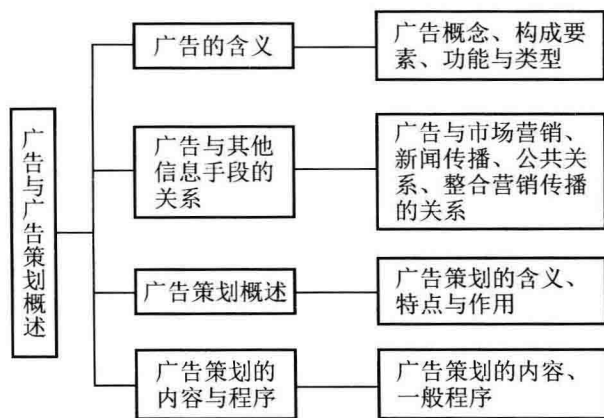 广告与广告策划概述
广告的含义
广告概念、构成要
素、功能与类型
广告与其他
信息手段的
关系
广告与市场营销、
新闻传播、公共关
系、整合营销传播
的关系
广告策划概述
广告策划的含义、
特点与作用
广告策划的
内容与程序
广告策划的内容、
一般程序